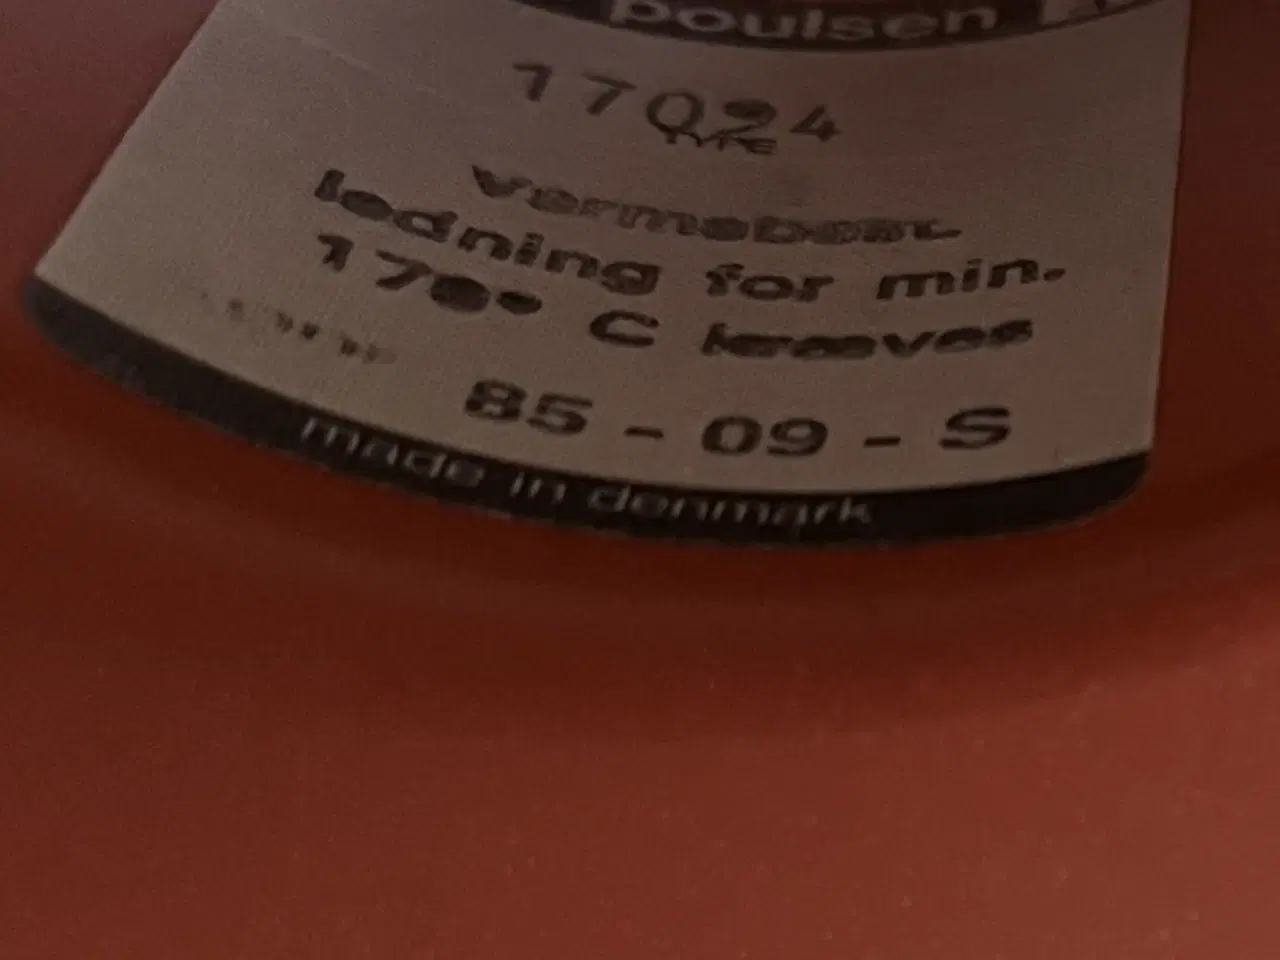 poulsen
17024
TYPE
Varmebest.
ledning for min.
170° C kræves
85 - 09 - S
made in denmark